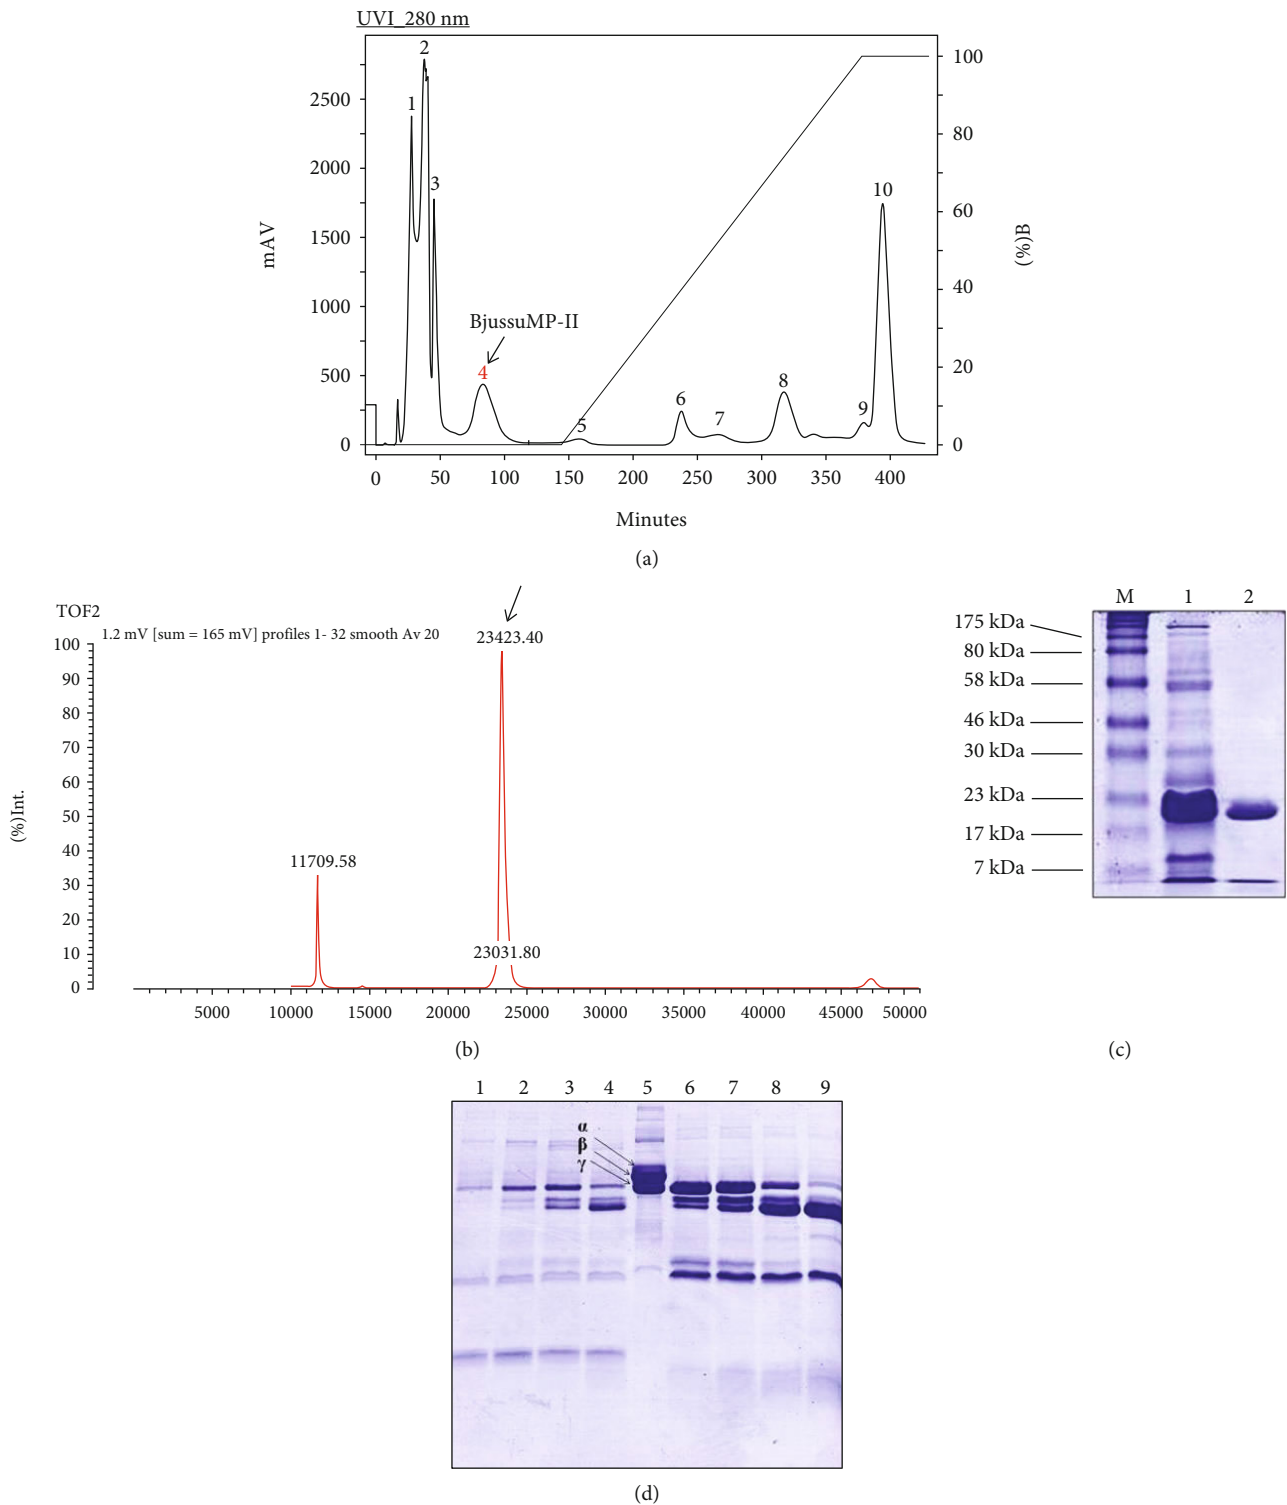 UVI_280 nm
mAV
2500
2000
1500
1000
500
0
100
80
60
40
20
0
(%)B
1
2
3
BjussuMP-II
4
5
6
7
8
9
10
0 50 100 150 200 250 300 350 400
Minutes
(a)
TOF2
1.2 mV [sum = 165 mV] profiles 1- 32 smooth Av 20
(%)Int.
100
90
80
70
60
50
40
30
20
10
0
23423.40
11709.58
23031.80
5000 10000 15000 20000 25000 30000 35000 40000 45000 50000
(b)
M 1 2
175 kDa
80 kDa
58 kDa
46 kDa
30 kDa
23 kDa
17 kDa
7 kDa
(c)
1 2 3 4 5 6 7 8 9
α
β
γ
(d)